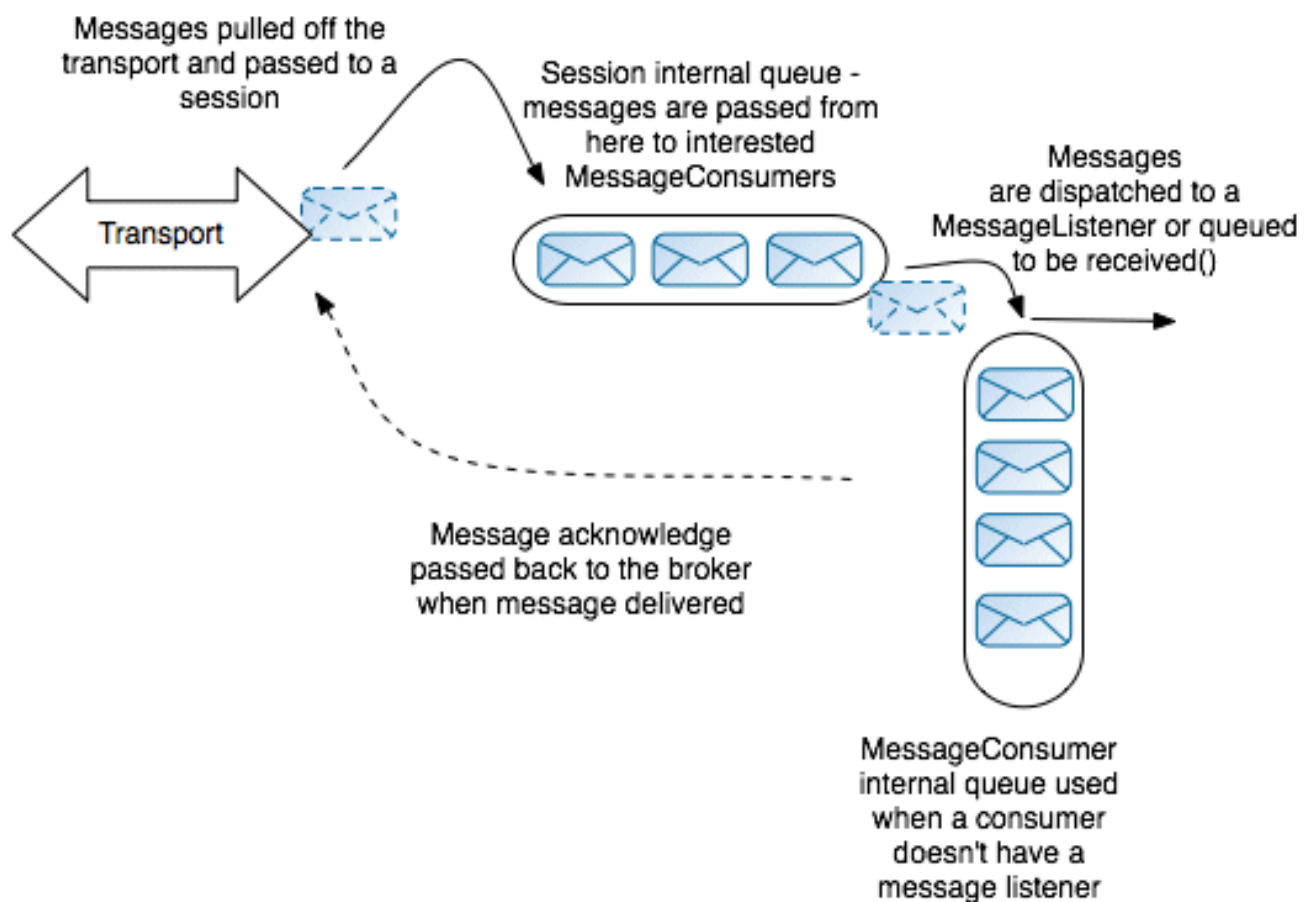 Messages pulled off the
transport and passed to a
session
Session internal queue -
messages are passed from
here to interested
MessageConsumers
Messages
are dispatched to a
MessageListener or queued
to be received()
Transport
Message acknowledge
passed back to the broker
when message delivered
MessageConsumer
internal queue used
when a consumer
doesn't have a
message listener